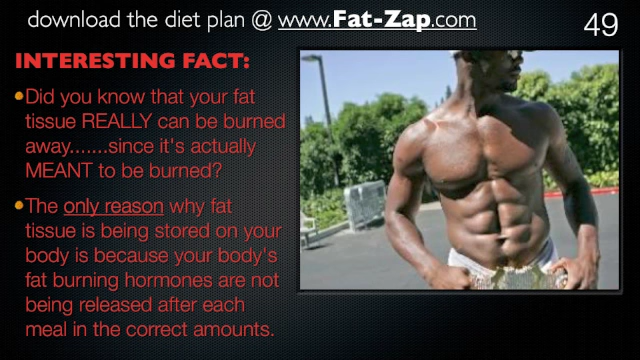 download the diet plan @ www.Fat-Zap.com
49
INTERESTING FACT:
•Did you know that your fat
tissue REALLY can be burned
away.......since it's actually
MEANT to be burned?
•The only reason why fat
tissue is being stored on your
body is because your body's
fat burning hormones are not
being released after each
meal in the correct amounts.